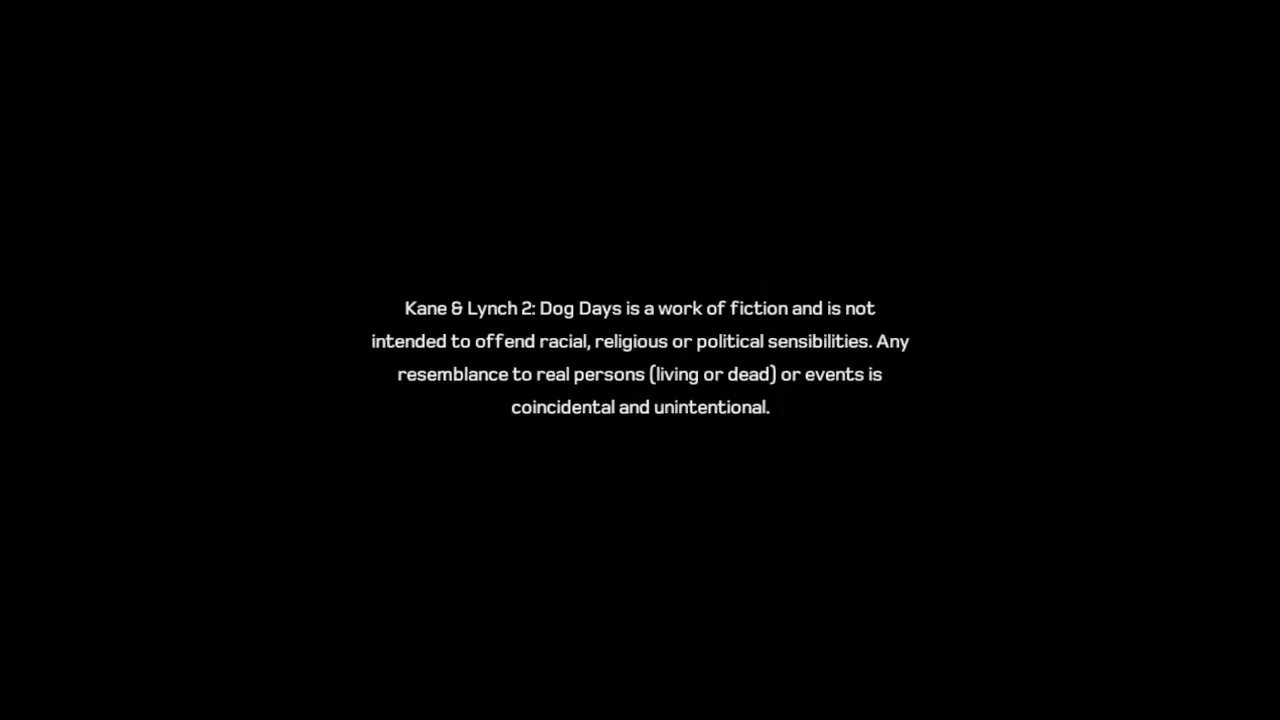 Kane & Lynch 2: Dog Days is a work of fiction and is not
intended to offend racial, religious or political sensibilities. Any
resemblance to real persons (living or dead) or events is
coincidental and unintentional.